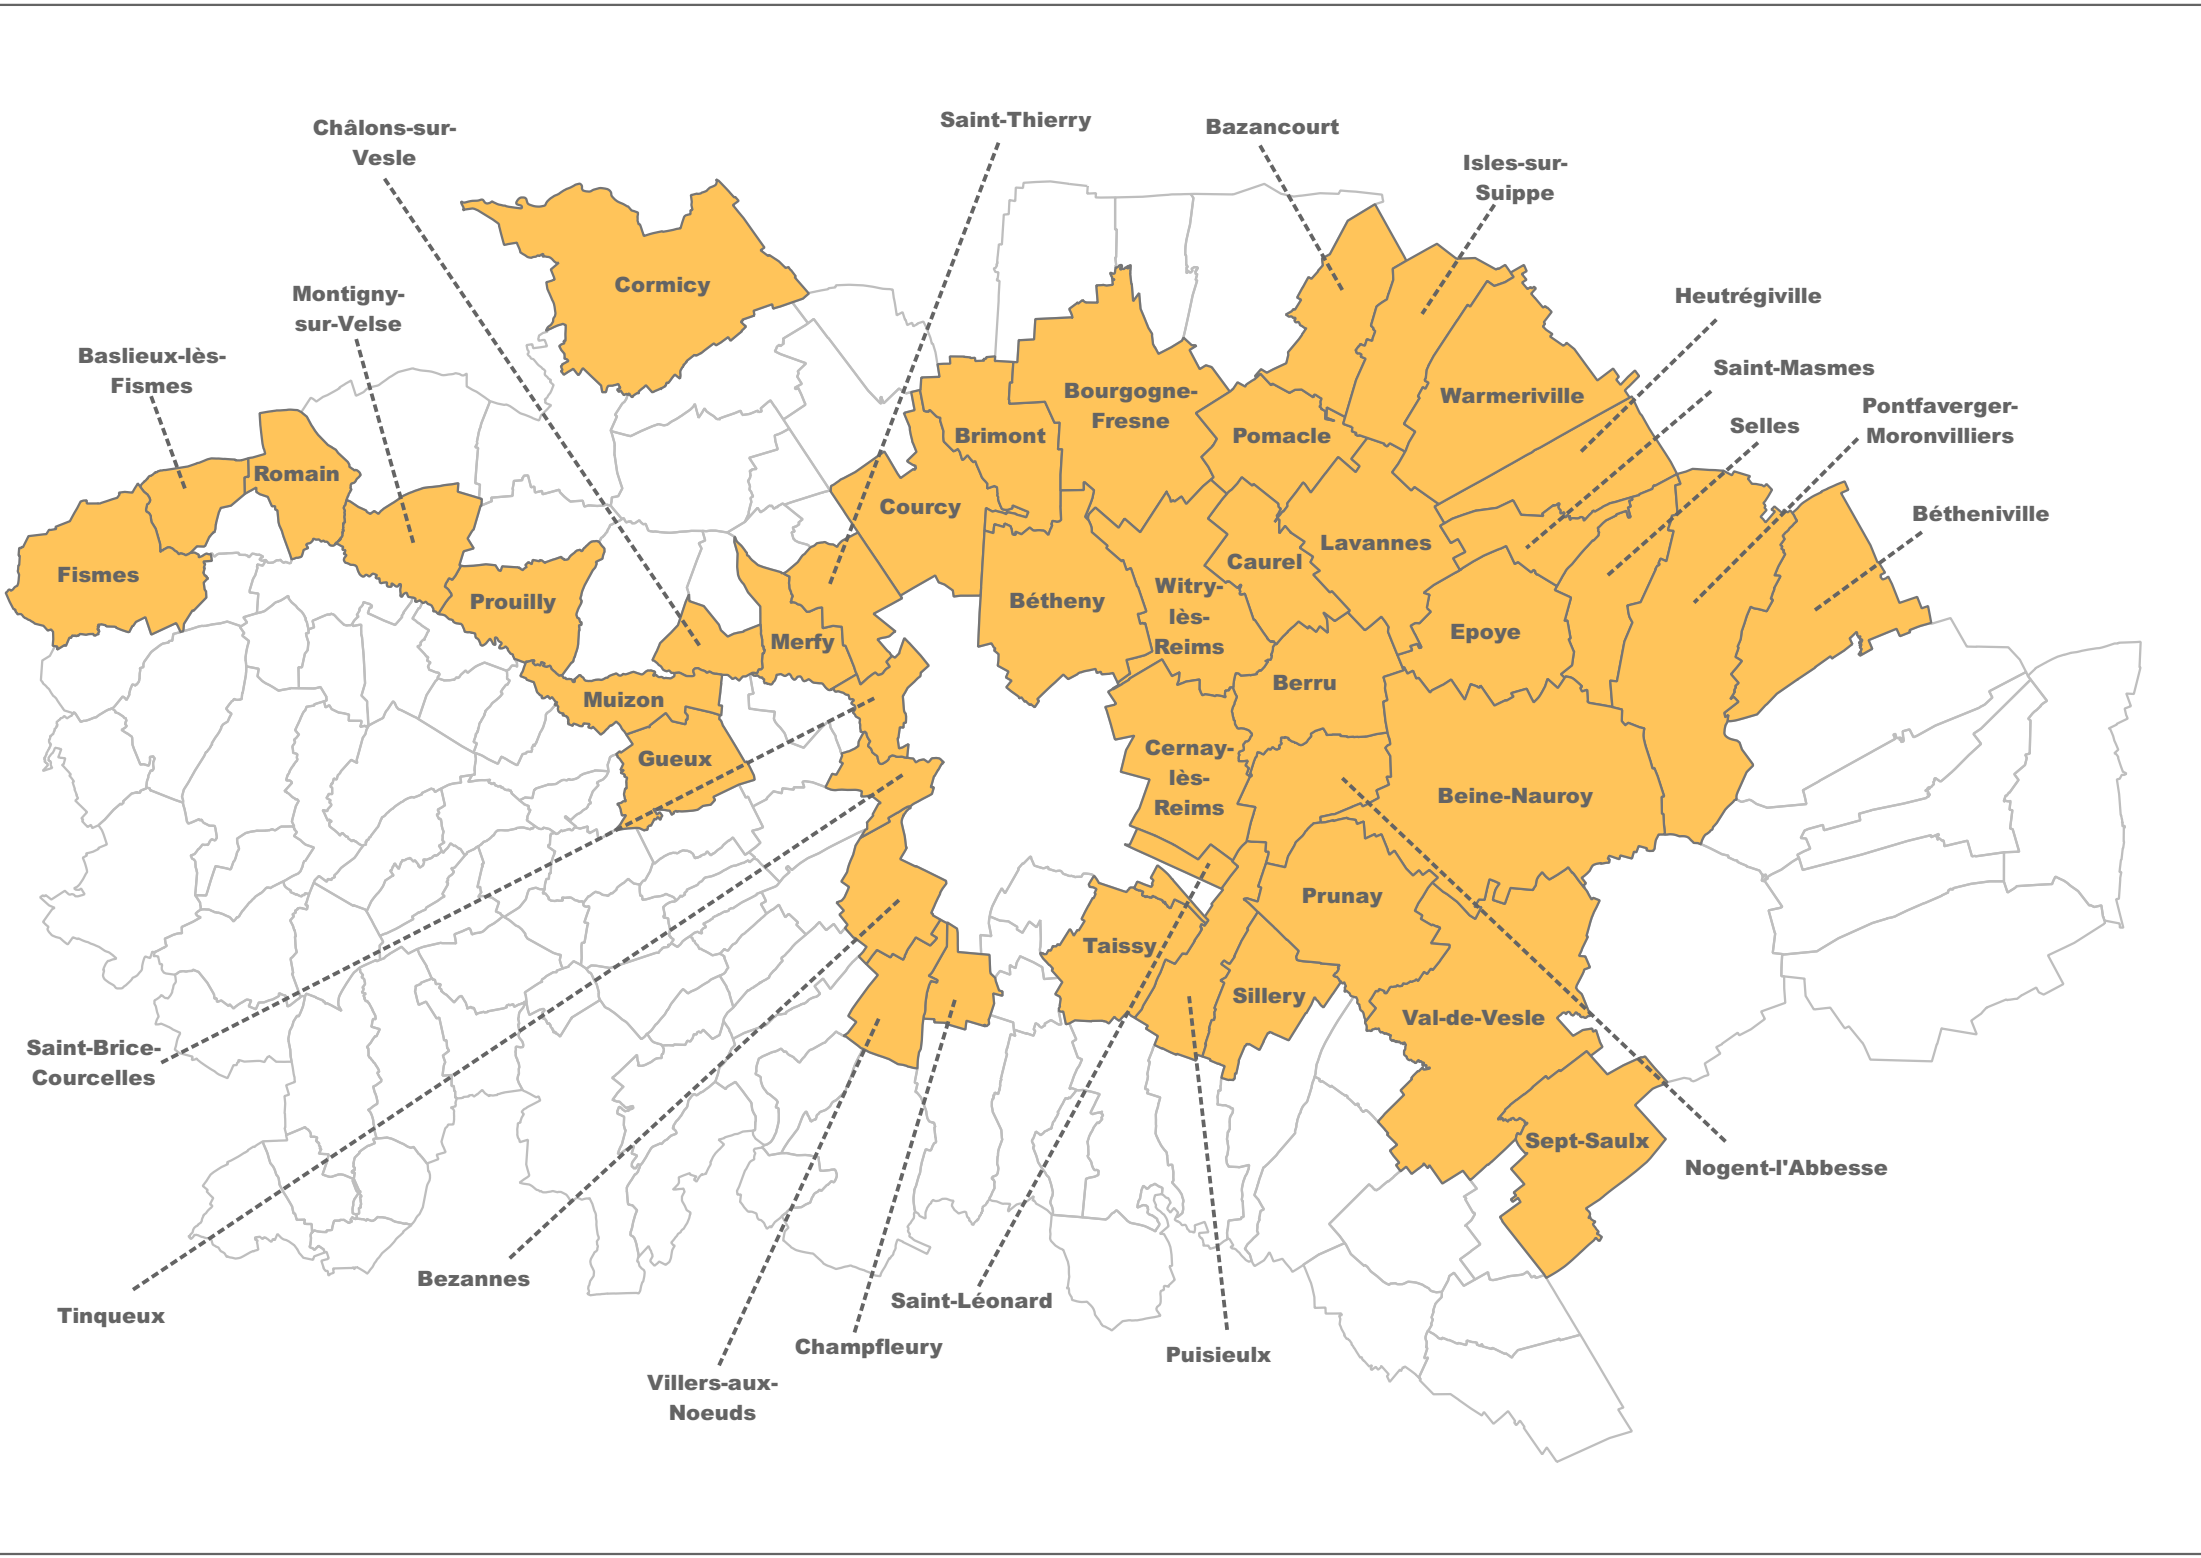 Saint-Thierry
Bazancourt
Châlons-sur-
Vesle
Isles-sur-
Suippe
Cormicy
Montigny-
sur-Velse
Heutrégiville
Baslieux-lès-
Fismes
Saint-Masmes
Bourgogne-
Fresne
Warmeriville
Pontfaverger-
Moronvilliers
Selles
Brimont
Pomacle
Romain
Courcy
Bétheniville
Lavannes
Caurel
Fismes
Witry-
lès-
Reims
Bétheny
Prouilly
Epoye
Merfy
Berru
Muizon
Cernay-
lès-
Reims
Gueux
Beine-Nauroy
Prunay
Taissy
Sillery
Val-de-Vesle
Saint-Brice-
Courcelles
Sept-Saulx
Nogent-l'Abbesse
Bezannes
Saint-Léonard
Tinqueux
Champfleury
Puisieulx
Villers-aux-
Noeuds